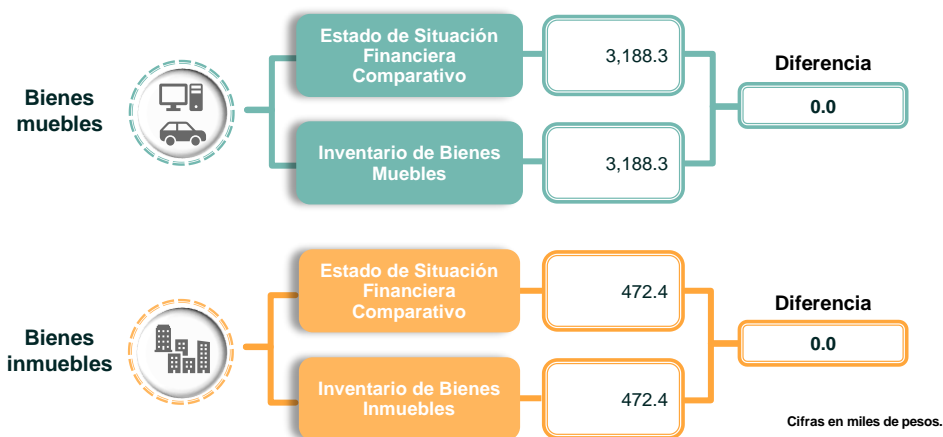 Bienes
muebles
Estado de Situación
Financiera
Comparativo
3,188.3
Inventario de Bienes
Muebles
3,188.3
Diferencia
0.0
Bienes
inmuebles
Estado de Situación
Financiera
Comparativo
472.4
Inventario de Bienes
Inmuebles
472.4
Diferencia
0.0
Cifras en miles de pesos.